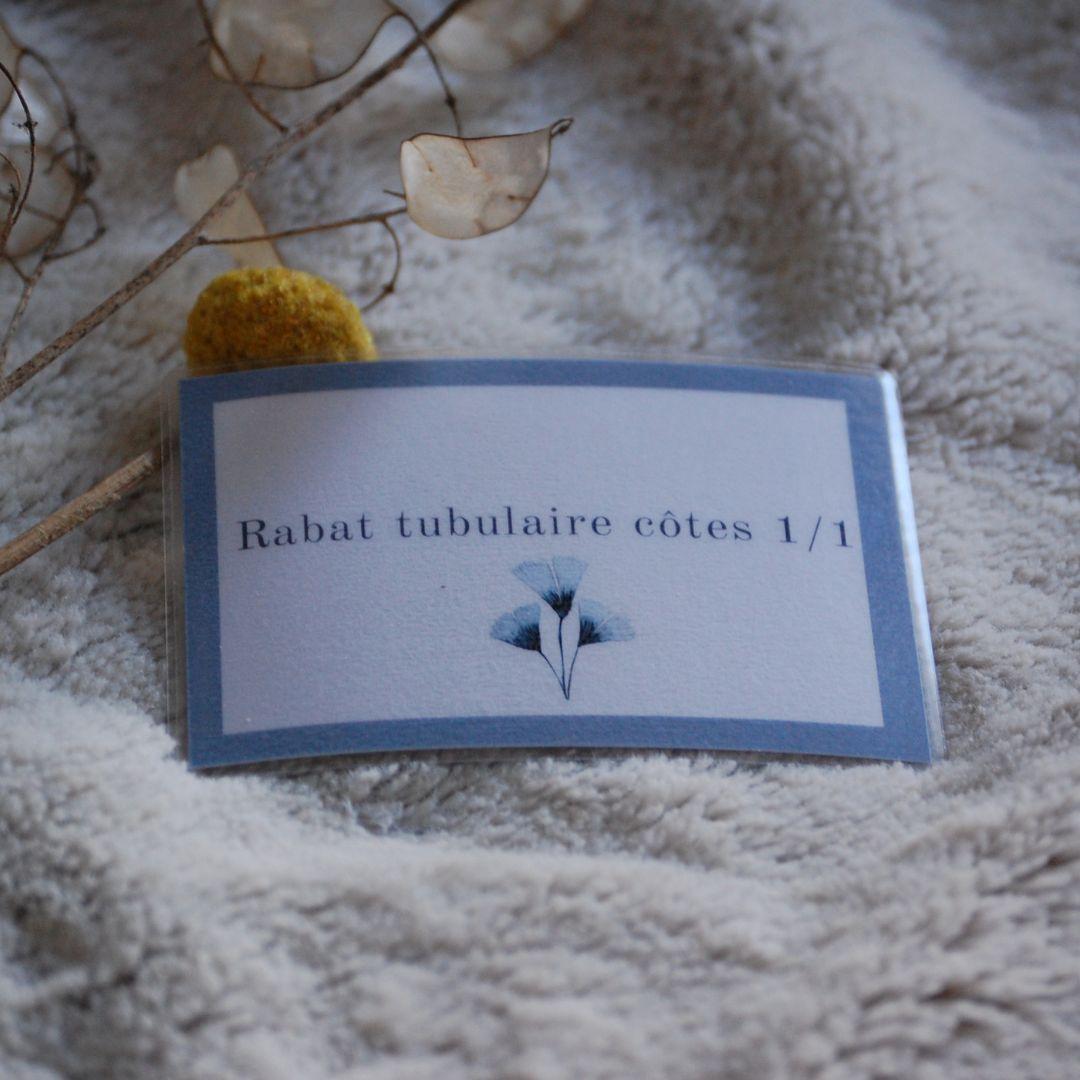 Rabat tubulaire côtes 1/1